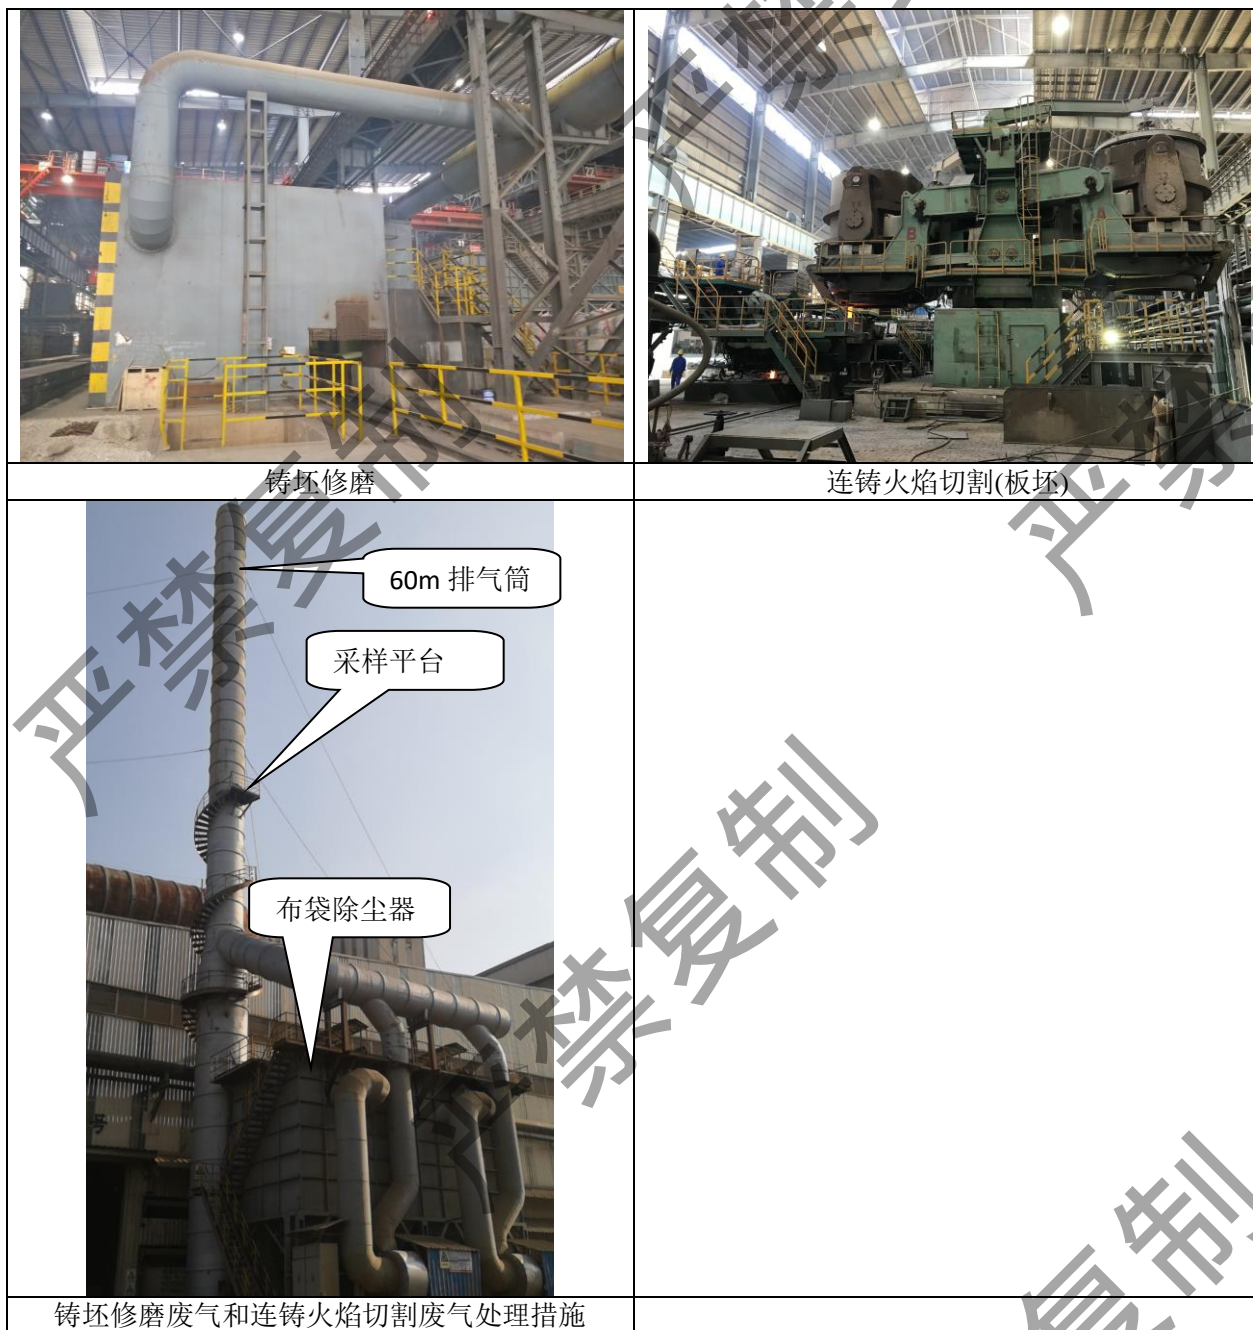 铸坯修磨
连铸火焰切割(板坯)
60m 排气筒
采样平台
布袋除尘器
号
铸坯修磨废气和连铸火焰切割废气处理措施
B
A
严禁复制
严禁复制
严禁复制
严禁复制
复制